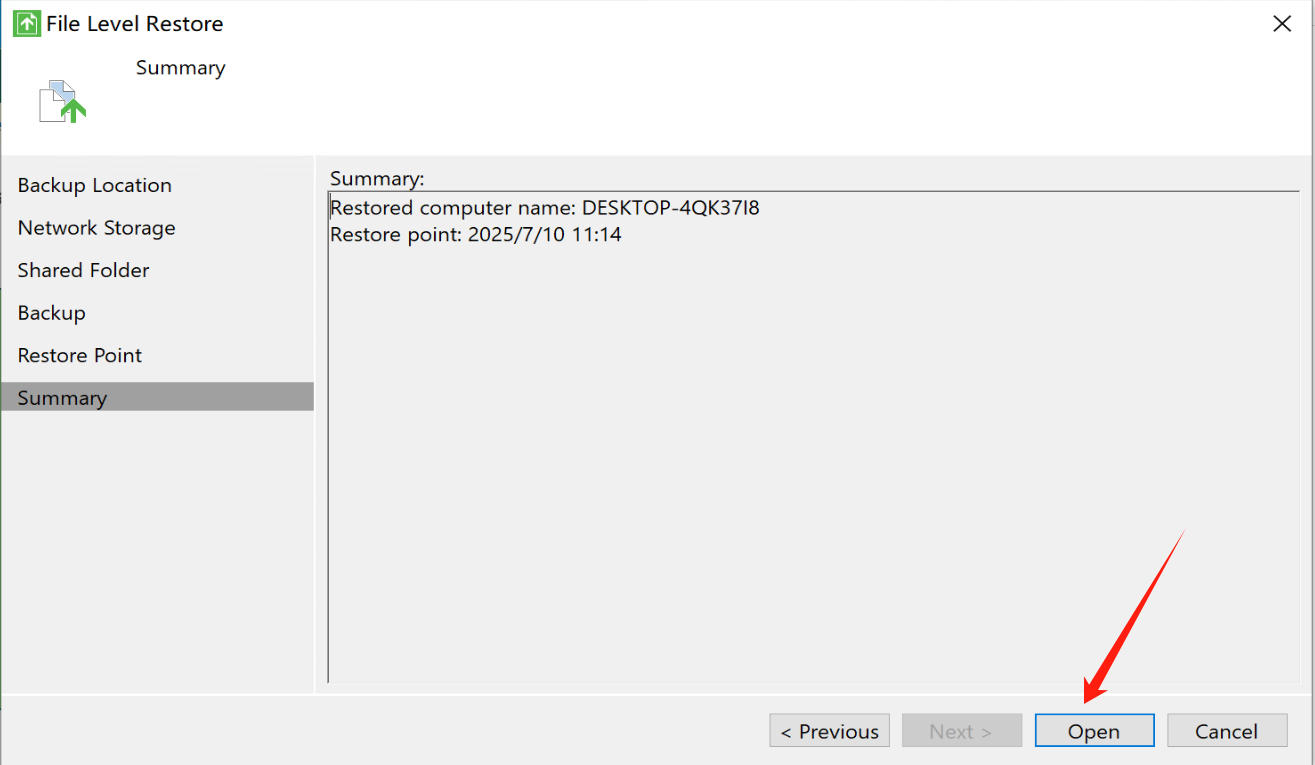 File Level Restore
Summary
Backup Location
Network Storage
Shared Folder
Backup
Restore Point
Summary
Summary:
Restored computer name: DESKTOP-4QK37I8
Restore point: 2025/7/10 11:14
< Previous
Next >
Open
Cancel